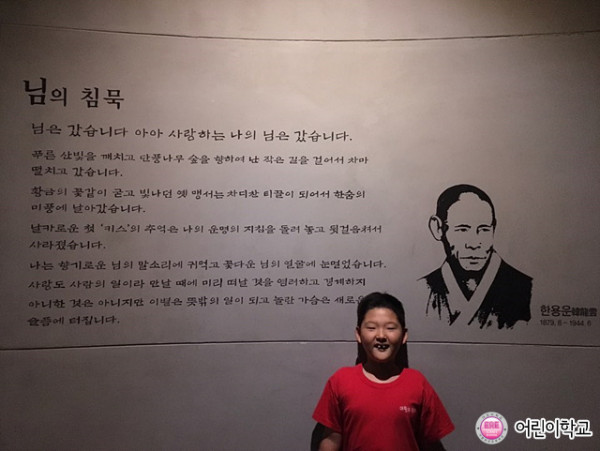 님의 침묵
님은 갔습니다 아아 사랑하는 나의 님은 갔습니다.
푸른 산빛을 깨치고 단풍나무 숲을 향하여 난 작은 길을 걸어서 차마
떨치고 갔습니다.
황금의 꽃같이 굳고 빛나던 옛 맹서는 차디찬 티끌이 되어서 한숨의
미풍에 날아갔습니다.
날카로운 첫 '키스'의 추억은 나의 운명의 지침을 돌려 놓고 뒷걸음쳐서
사라졌습니다.
나는 향기로운 님의 말소리에 귀먹고 꽃다운 님의 얼굴에 눈멀었습니다.
사랑도 사람의 일이라 만날 때에 미리 떠날 것을 염려하고 경계하지
아니한 것은 아니지만 이별은 뜻밖의 일이 되고 놀란 가슴은 새로운
슬픔에 터집니다.
한용운韓龍雲
1879. 8 – 1944. 6
어린이학교